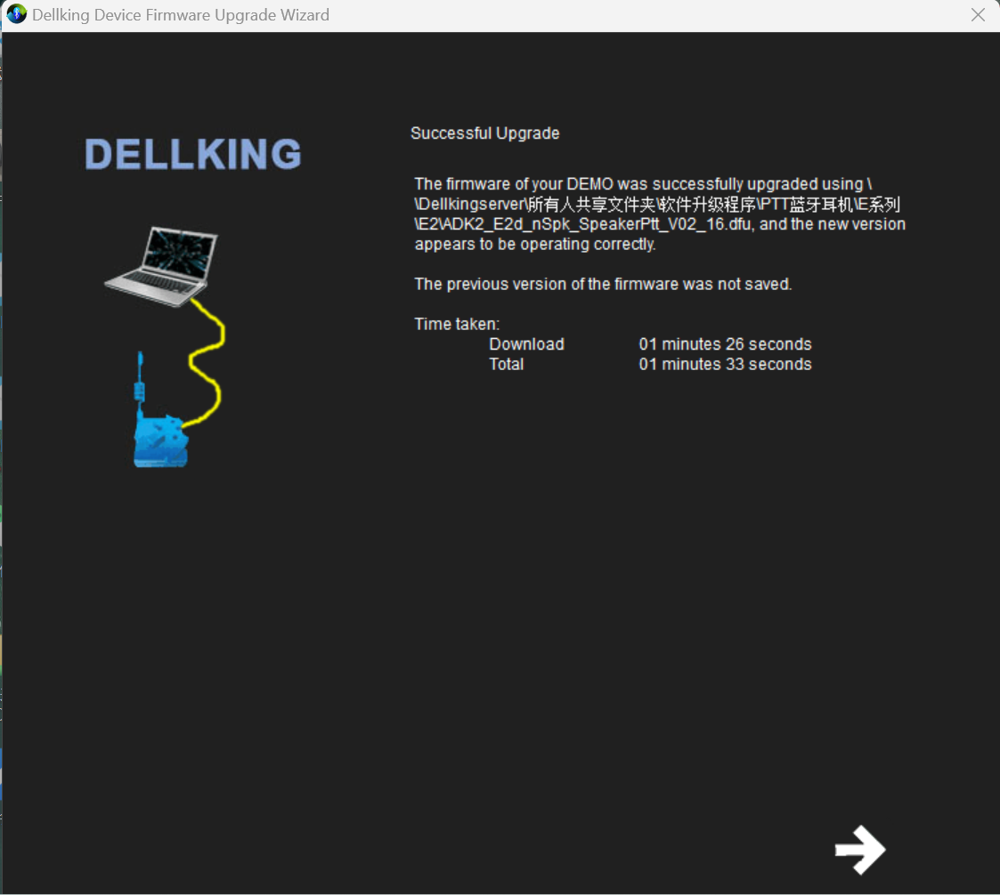 Dellking Device Firmware Upgrade Wizard
DELLKING
Successful Upgrade
The firmware of your DEMO was successfully upgraded using \
\Dellkingserver\所有人共享文件夹\软件升级程序\PTT蓝牙耳机\E系列
\E2\ADK2_E2d_nSpk_SpeakerPtt_V02_16.dfu, and the new version
appears to be operating correctly.
The previous version of the firmware was not saved.
Time taken:
Download 01 minutes 26 seconds
Total 01 minutes 33 seconds